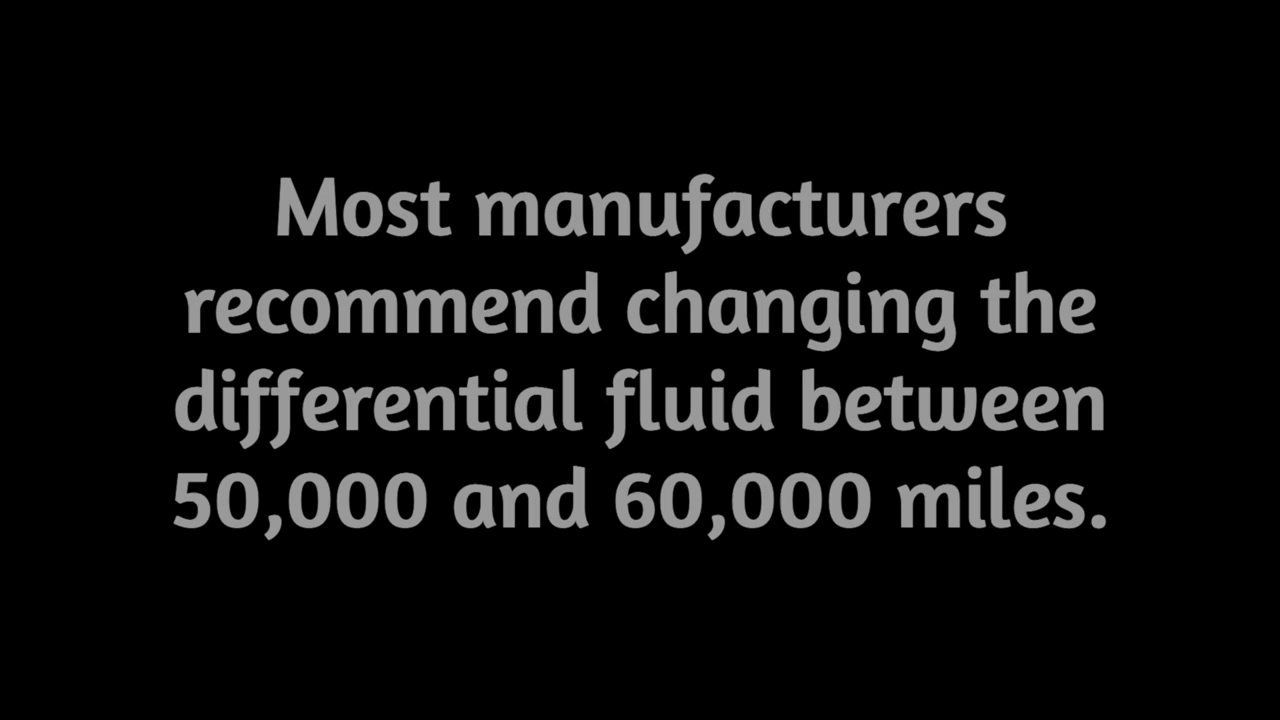 Most manufacturers
recommend changing the
differential fluid between
50,000 and 60,000 miles.